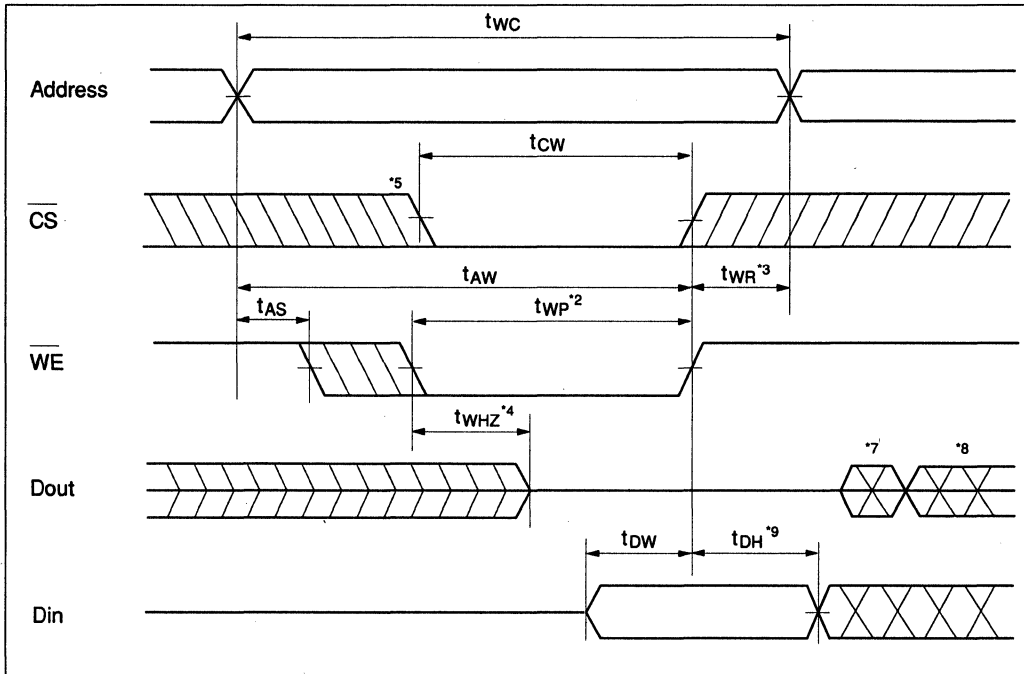 tWC
Address
tCW
*5
CS
tAW
tWR*3
tAS
tWP*2
WE
tWHZ*4
*7
*8
Dout
tDW
tDH*9
Din